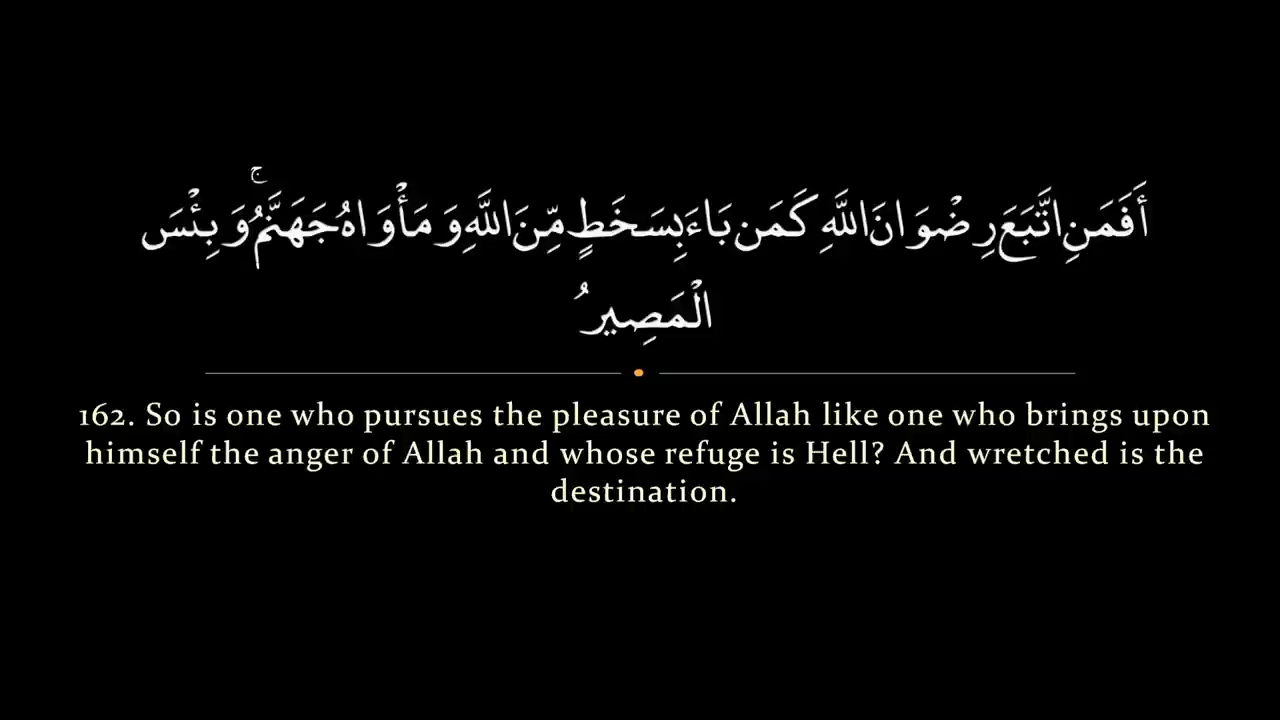 أَفَمَنِ اتَّبَعَ رِضْوَانَ اللَّهِ كَمَن بَاءَ بِسَخَطٍ مِّنَ اللَّهِ وَمَأْوَاهُ جَهَنَّمُ ۚ وَبِئْسَ
الْمَصِيرُ
162. So is one who pursues the pleasure of Allah like one who brings upon
himself the anger of Allah and whose refuge is Hell? And wretched is the
destination.